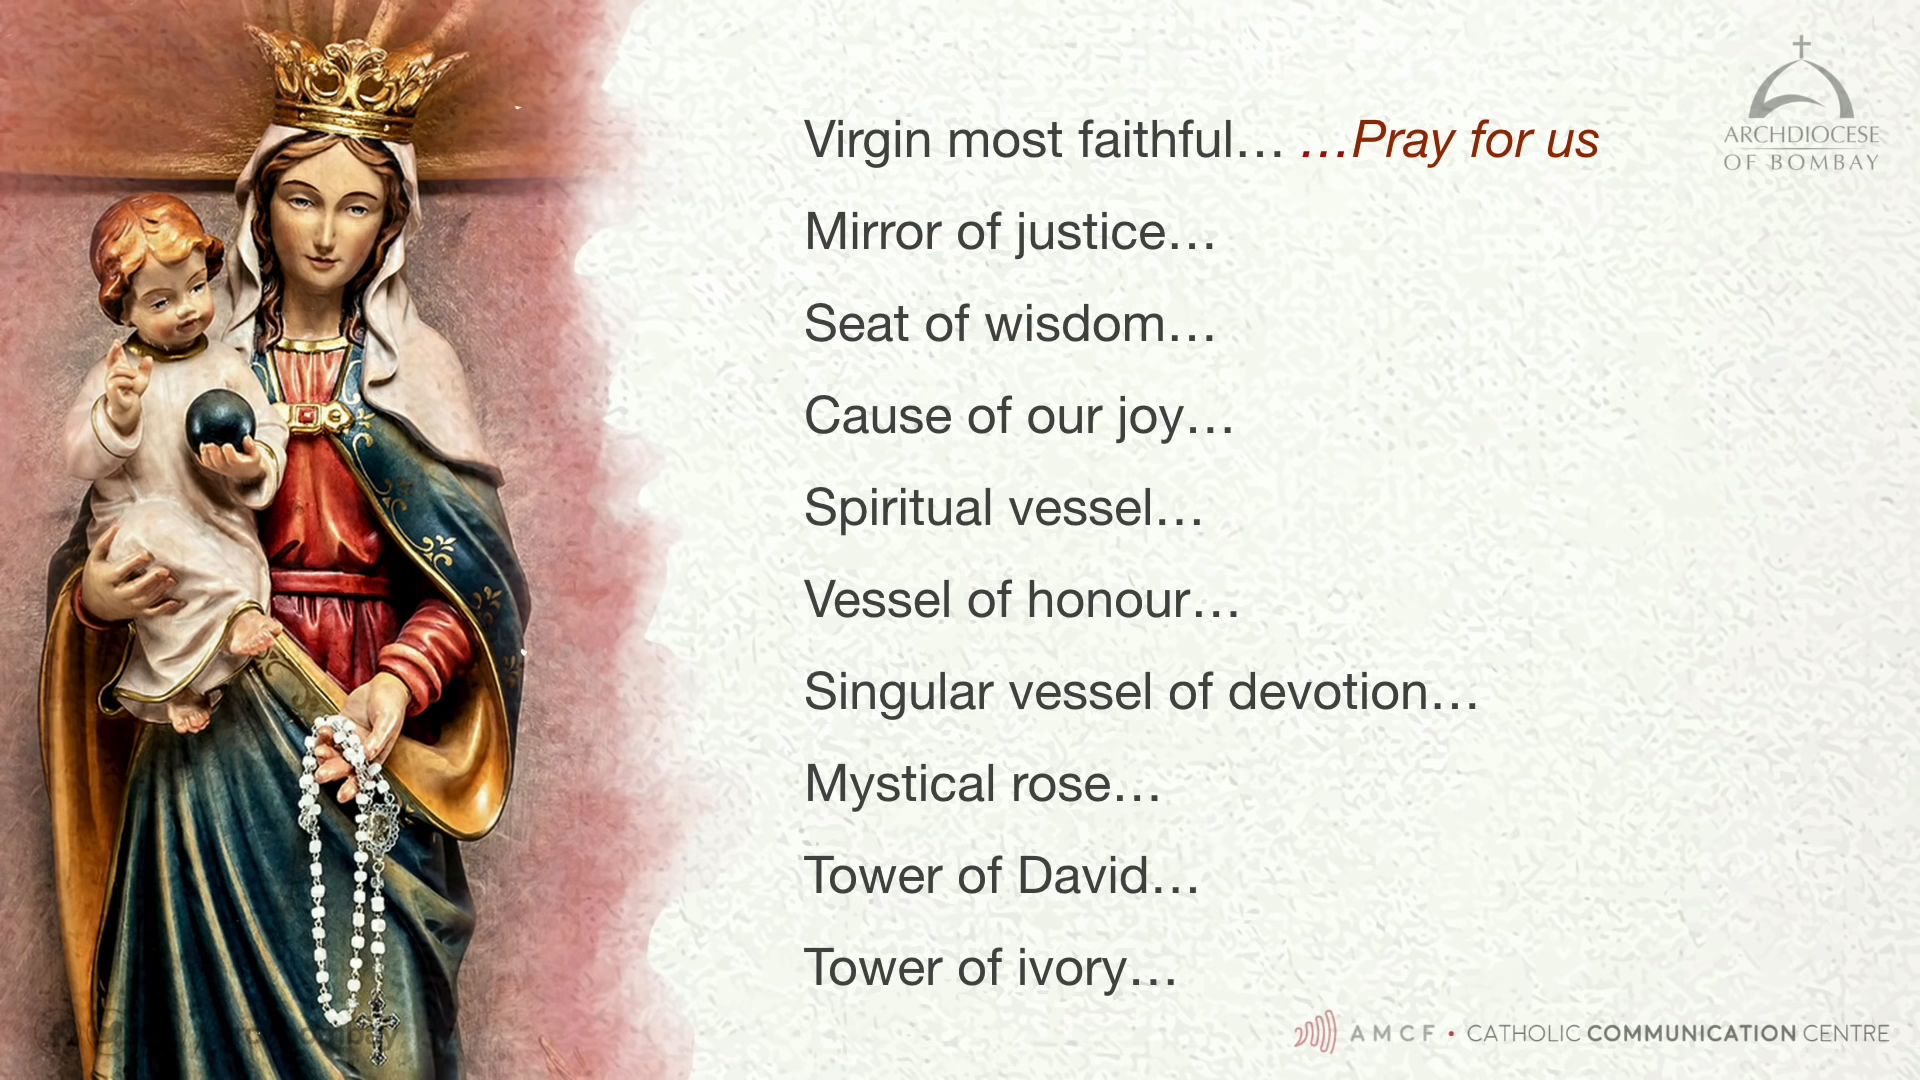 Virgin most faithful… …Pray for us
Mirror of justice…
Seat of wisdom…
Cause of our joy…
Spiritual vessel…
Vessel of honour…
Singular vessel of devotion…
Mystical rose…
Tower of David…
Tower of ivory…
ARCHDIOCESE
OF BOMBAY
AMCF • CATHOLIC COMMUNICATION CENTRE